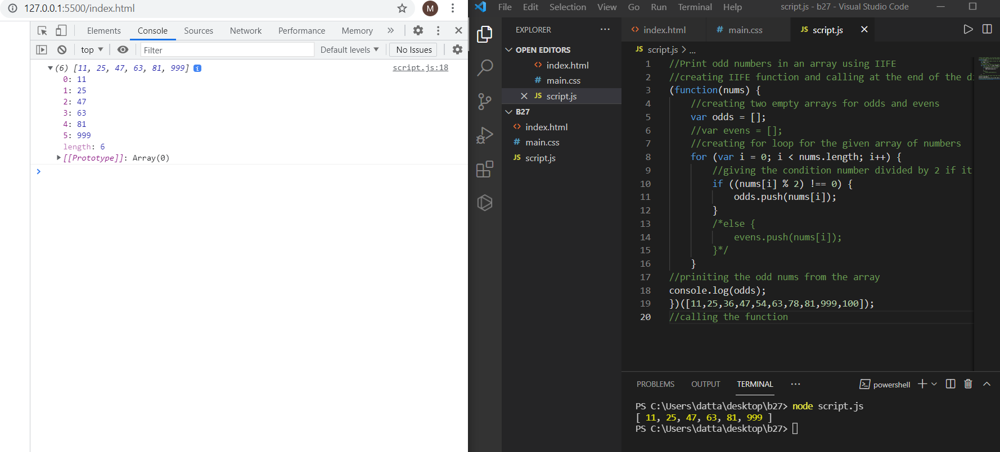 127.0.0.1:5500/index.html
M
Elements Console Sources Network Performance Memory »
top Filter Default levels No Issues
(6) [11, 25, 47, 63, 81, 999] i script.js:18
0: 11
1: 25
2: 47
3: 63
4: 81
5: 999
length: 6
[[Prototype]]: Array(0)
>
File Edit Selection View Go Run Terminal Help script.js - b27 - Visual Studio Code
EXPLORER ...
OPEN EDITORS
<> index.html
# main.css
JS script.js
B27
<> index.html
# main.css
JS script.js
<> index.html # main.css JS script.js
JS script.js > ...
1 //Print odd numbers in an array using IIFE
2 //creating IIFE function and calling at the end of the
3 (function(nums) {
4 //creating two empty arrays for odds and evens
5 var odds = [];
6 //var evens = [];
7 //creating for loop for the given array of numbers
8 for (var i = 0; i < nums.length; i++) {
9 //giving the condition number divided by 2 if it
10 if ((nums[i] % 2) !== 0) {
11 odds.push(nums[i]);
12 }
13 /*else {
14 evens.push(nums[i]);
15 }*/
16 }
17 //priniting the odd nums from the array
18 console.log(odds);
19 })([11,25,36,47,54,63,78,81,999,100]);
20 //calling the function
PROBLEMS OUTPUT TERMINAL ... powershell
PS C:\Users\datta\desktop\b27> node script.js
[ 11, 25, 47, 63, 81, 999 ]
PS C:\Users\datta\desktop\b27>